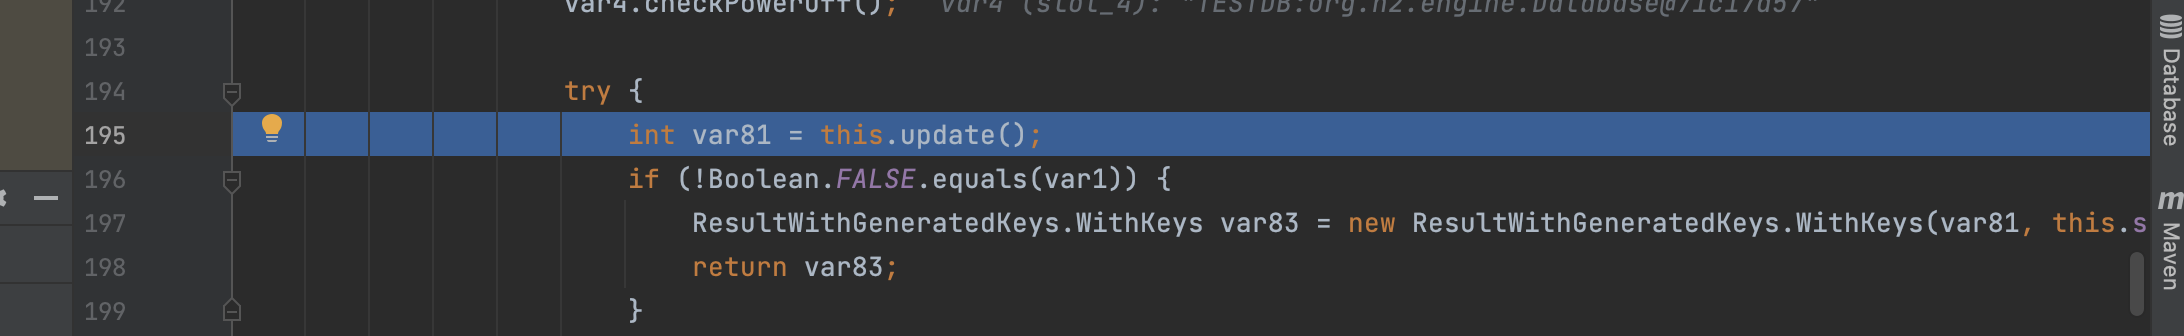 192 var4.checkPowerOff(); var4 (slot_4): "TESTDB:org.h2.engine.Database@71c17d57"
193
194 try {
195 int var81 = this.update();
196 if (!Boolean.FALSE.equals(var1)) {
197 ResultWithGeneratedKeys.WithKeys var83 = new ResultWithGeneratedKeys.WithKeys(var81, this.s
198 return var83;
199 }
Database
m Maven